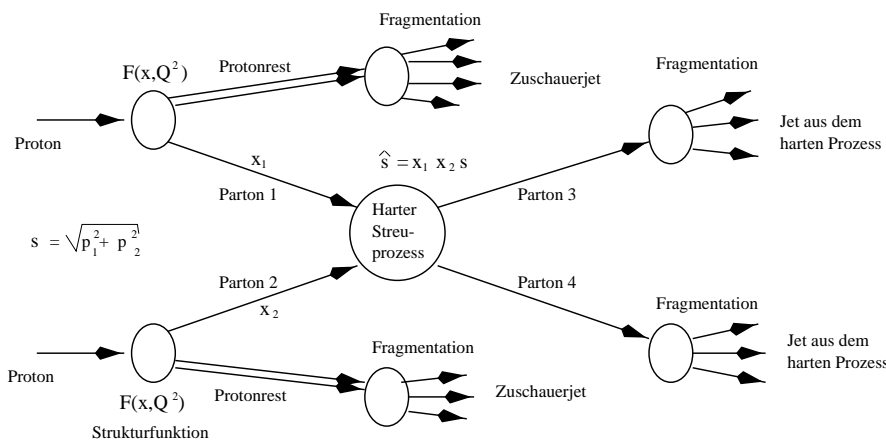 Fragmentation
F(x,Q²)
Protonrest
Zuschauerjet
Fragmentation
Proton
Jet aus dem
harten Prozess
x₁
ŝ = x₁ x₂ s
Parton 1
Parton 3
Harter
Streu-
prozess
s = √p₁² + p₂²
Parton 2
x₂
Parton 4
Fragmentation
Jet aus dem
harten Prozess
Fragmentation
Proton
Protonrest
Zuschauerjet
F(x,Q²)
Strukturfunktion